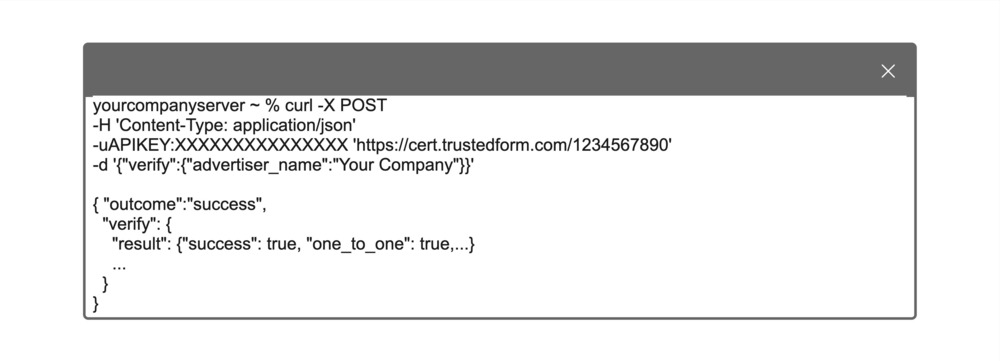 yourcompanyserver ~ % curl -X POST
-H 'Content-Type: application/json'
-uAPIKEY:XXXXXXXXXXXXXXX 'https://cert.trustedform.com/1234567890'
-d '{"verify":{"advertiser_name":"Your Company"}}'
{ "outcome":"success",
"verify": {
"result": {"success": true, "one_to_one": true,...}
...
}
}